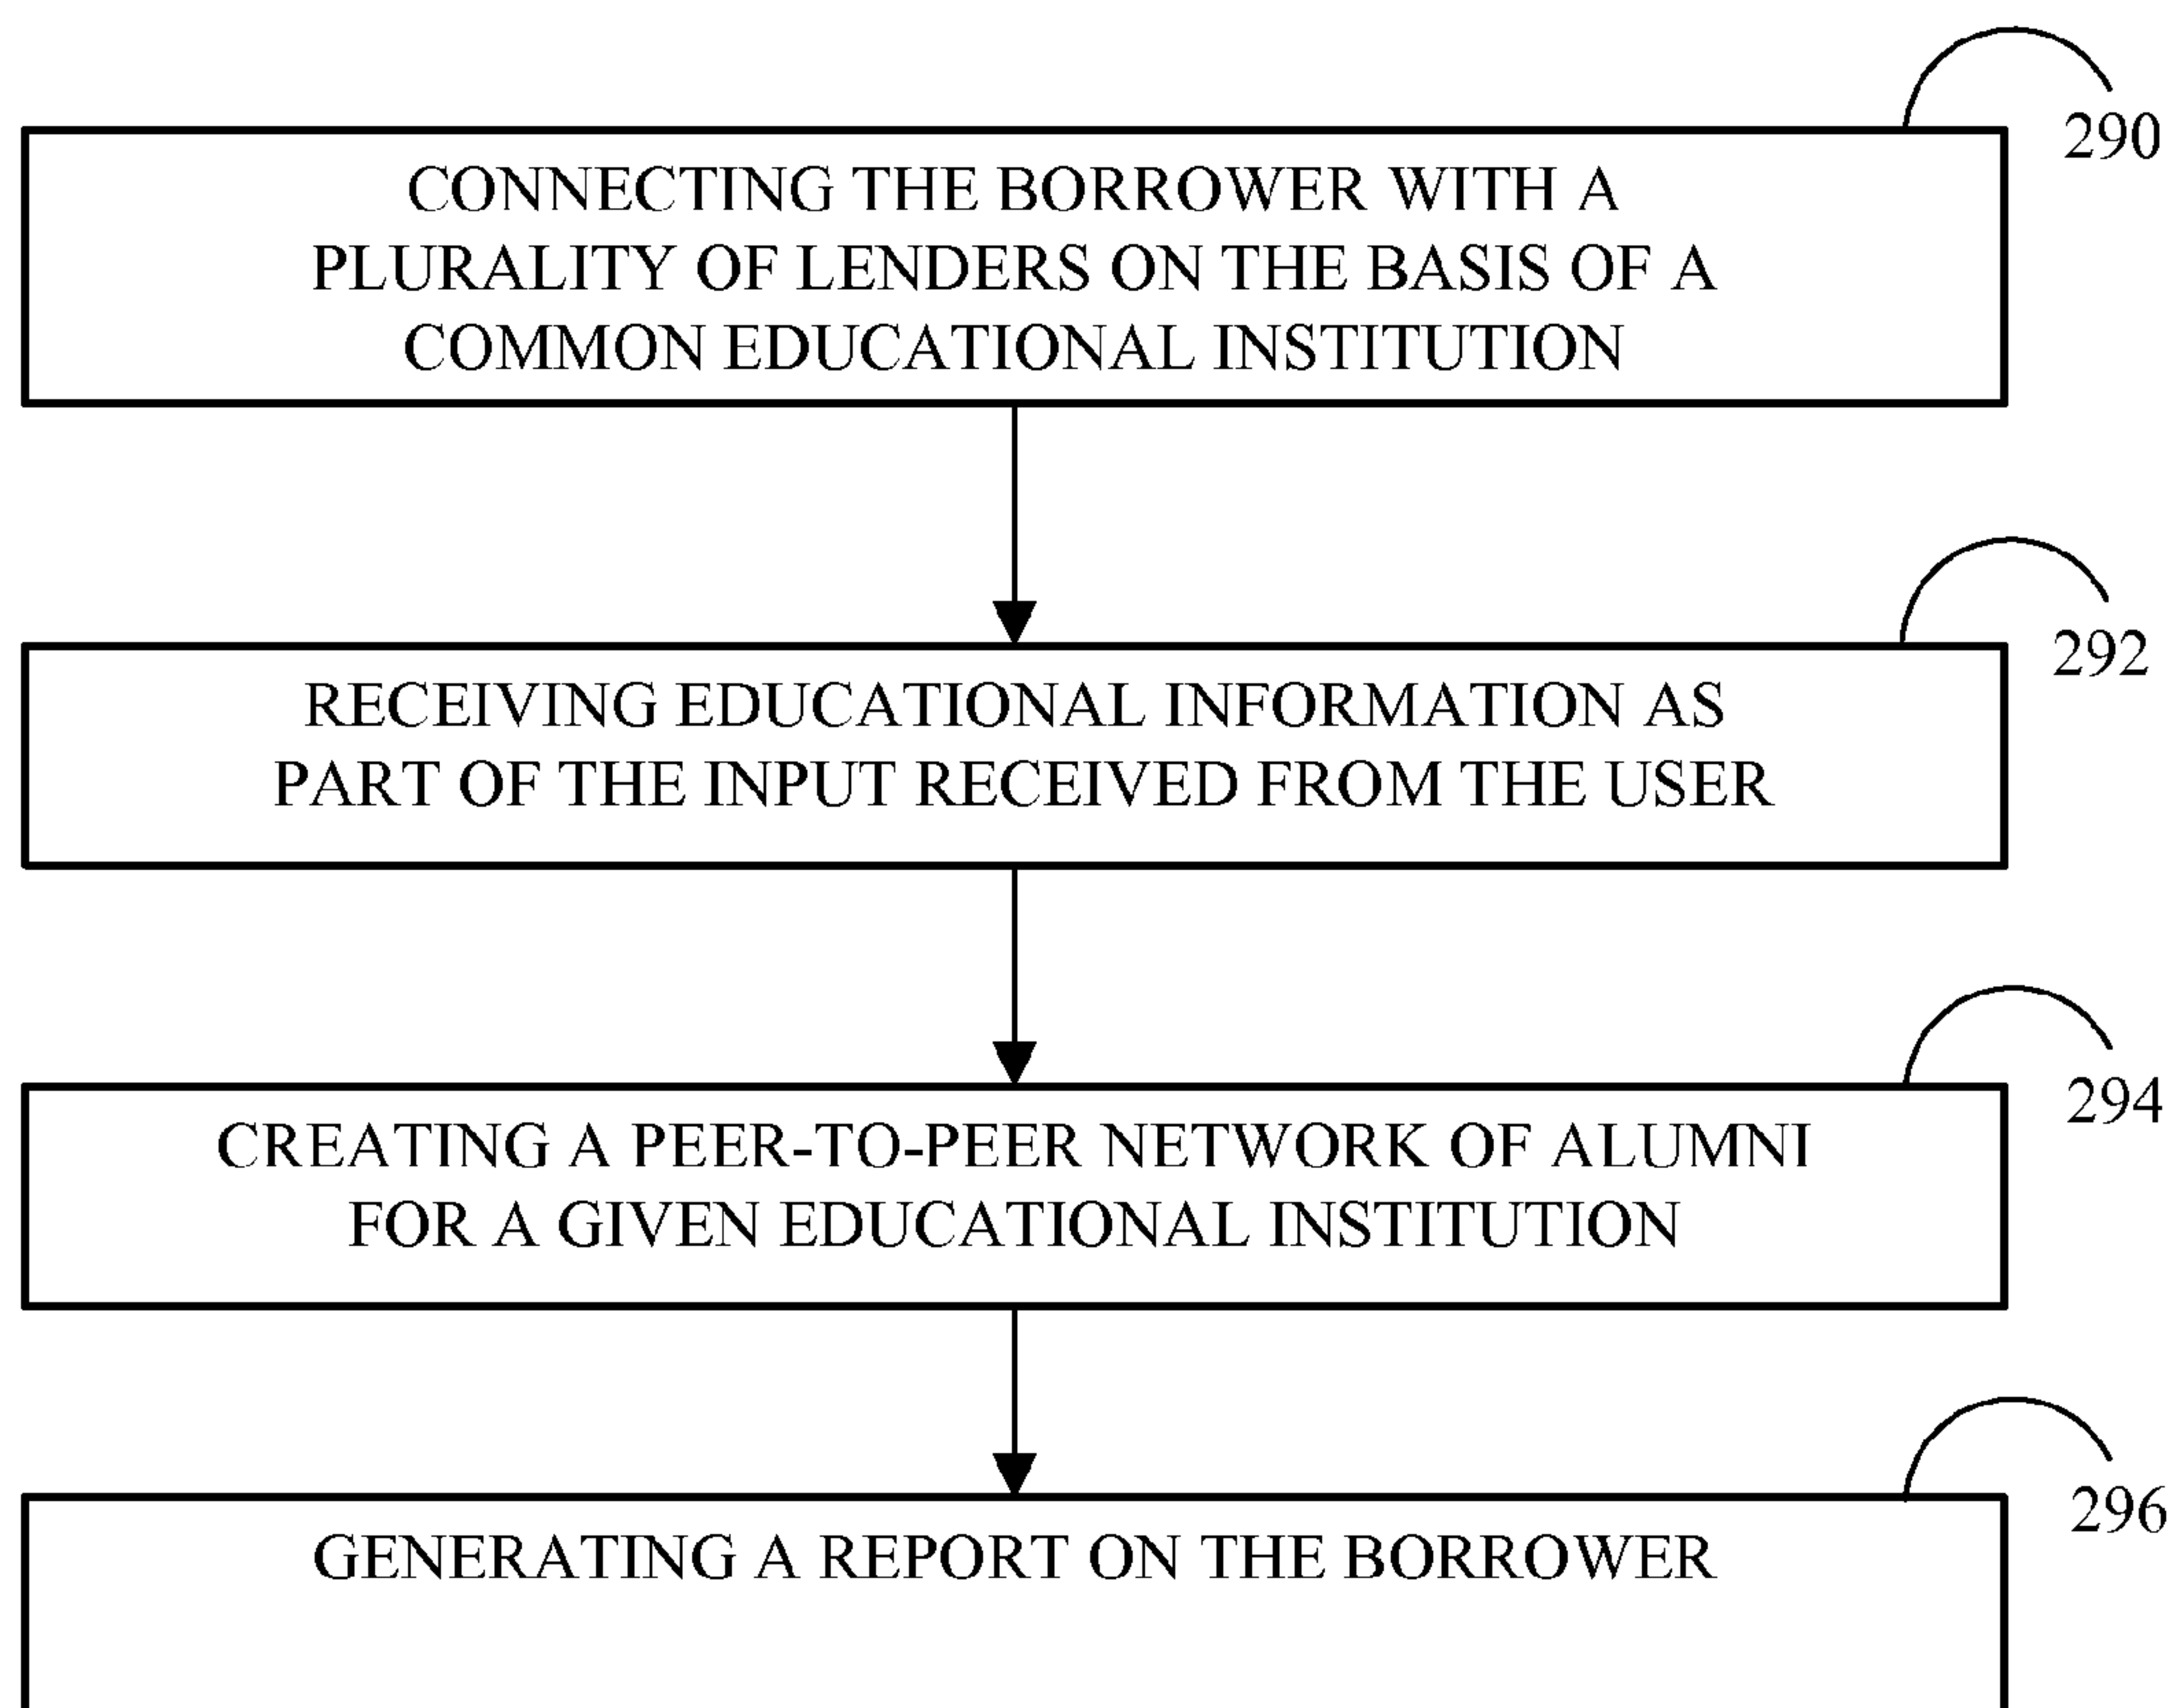 290
CONNECTING THE BORROWER WITH A
PLURALITY OF LENDERS ON THE BASIS OF A
COMMON EDUCATIONAL INSTITUTION
292
RECEIVING EDUCATIONAL INFORMATION AS
PART OF THE INPUT RECEIVED FROM THE USER
294
CREATING A PEER-TO-PEER NETWORK OF ALUMNI
FOR A GIVEN EDUCATIONAL INSTITUTION
296
GENERATING A REPORT ON THE BORROWER